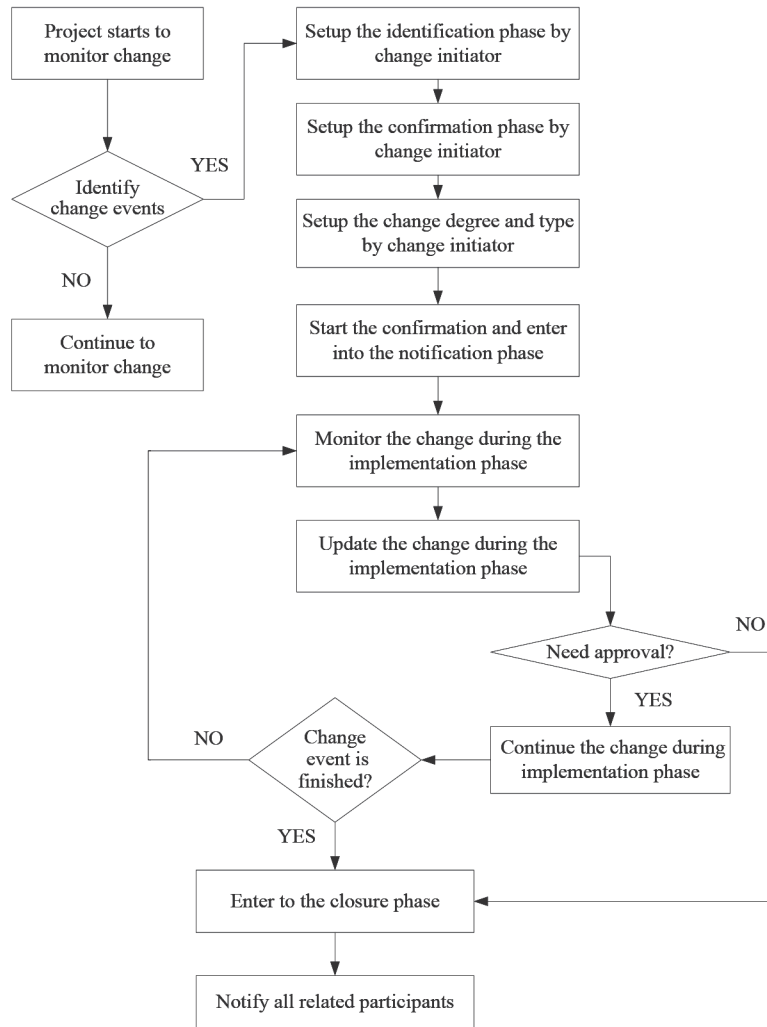 Project starts to
monitor change
Setup the identification phase by
change initiator
Setup the confirmation phase by
change initiator
YES
Identify
change events
Setup the change degree and type
by change initiator
NO
Start the confirmation and enter
into the notification phase
Continue to
monitor change
Monitor the change during the
implementation phase
Update the change during the
implementation phase
NO
Need approval?
YES
Continue the change during
implementation phase
NO
Change
event is
finished?
YES
Enter to the closure phase
Notify all related participants